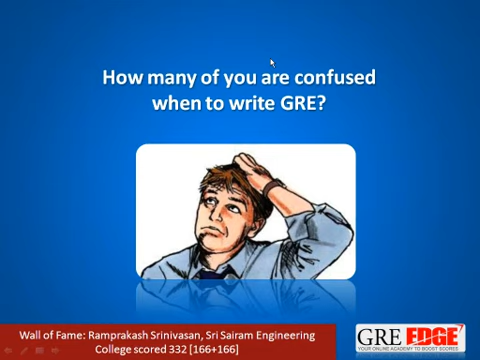 How many of you are confused
when to write GRE?
Wall of Fame: Ramprakash Srinivasan, Sri Sairam Engineering
College scored 332 [166+166]
GRE EDGE
YOUR ONLINE ACADEMY TO BOOST SCORES